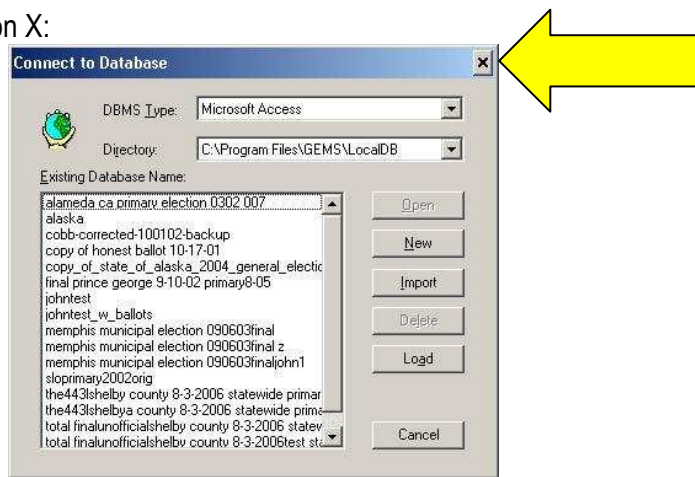 on X:
Connect to Database
DBMS Type: Microsoft Access
Directory: C:\Program Files\GEMS\LocalDB
Existing Database Name:
alameda ca primary election 0302 007
Open
alaska
cobb-corrected-100102-backup
New
copy of honest ballot 10-17-01
copy_of_state_of_alaska_2004_general_electic
final prince george 9-10-02 primary8-05
Import
johntest
johntest_w_ballots
Delete
memphis municipal election 090603final
memphis municipal election 090603final z
memphis municipal election 090603finaljohn1
Load
sloprimary2002orig
the443lshelby county 8-3-2006 statewide primar
the443lshelbya county 8-3-2006 statewide prima
total finalunofficialshelby county 8-3-2006 statew
total finalunofficialshelby county 8-3-2006test sta
Cancel